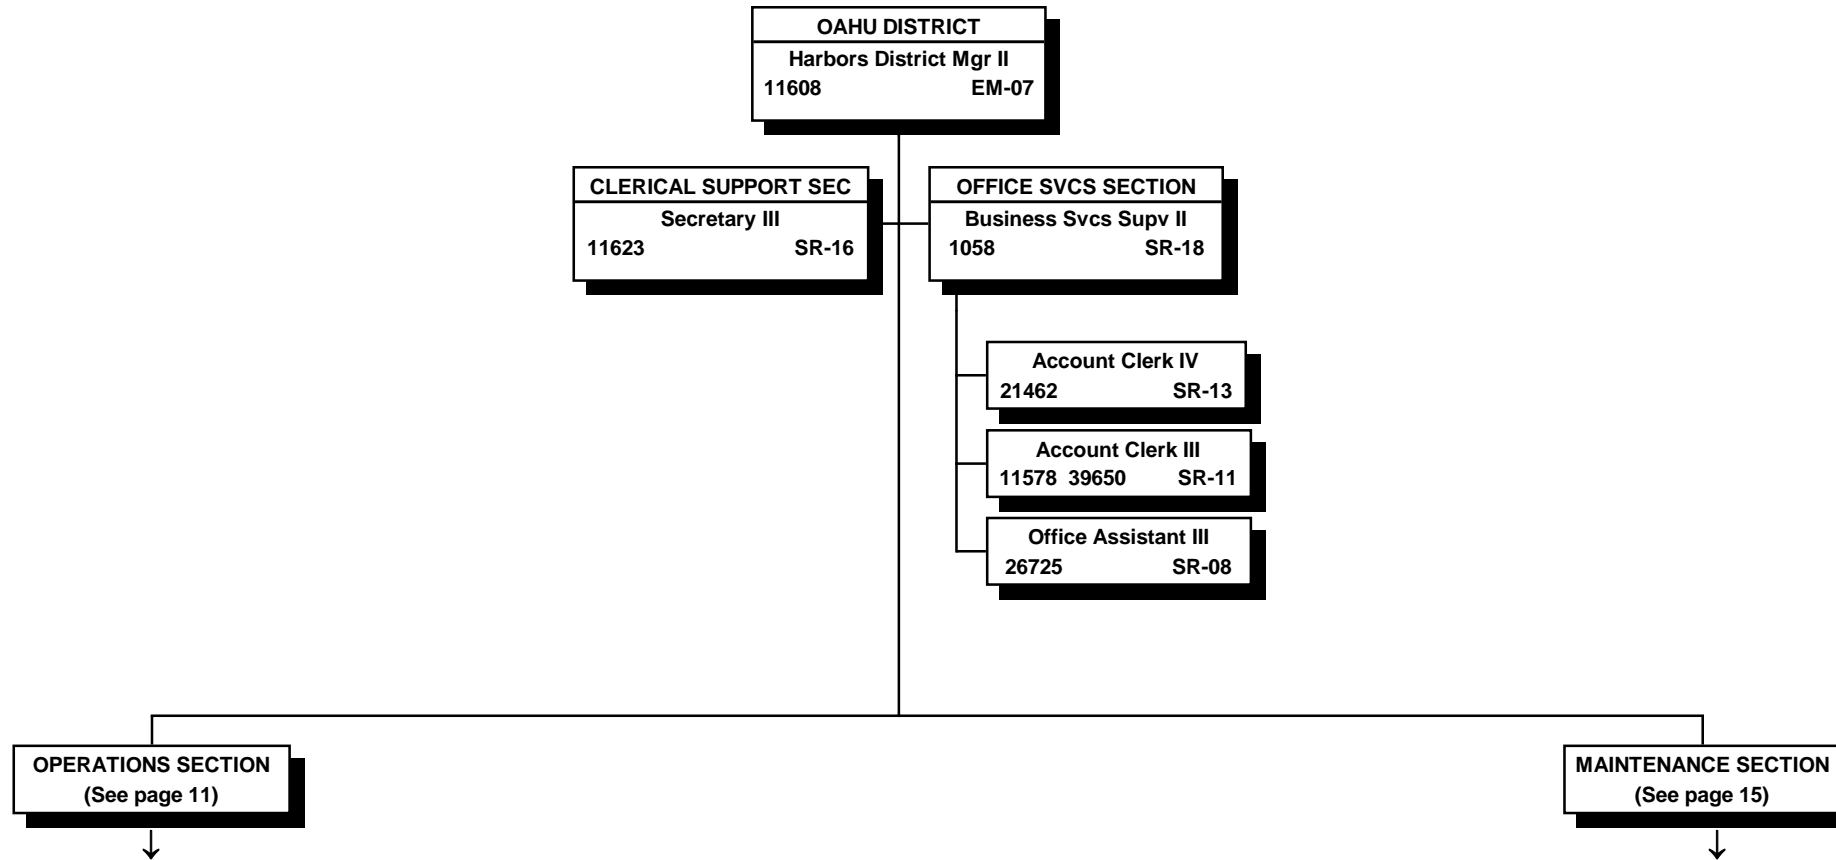 OAHU DISTRICT
Harbors District Mgr II
11608 EM-07
CLERICAL SUPPORT SEC
Secretary III
11623 SR-16
OFFICE SVCS SECTION
Business Svcs Supv II
1058 SR-18
Account Clerk IV
21462 SR-13
Account Clerk III
11578 39650 SR-11
Office Assistant III
26725 SR-08
OPERATIONS SECTION
(See page 11)
MAINTENANCE SECTION
(See page 15)